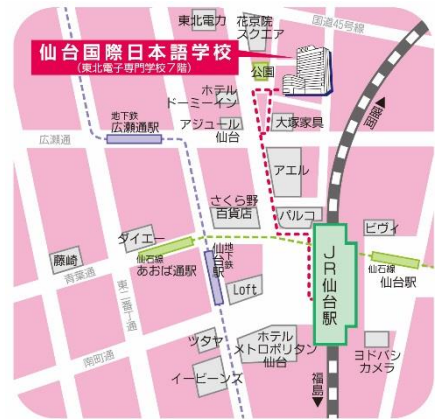 東北電力
花京院
スクエア
国道45号線
仙台国際日本語学校
(東北電子専門学校7階)
公園
ホテル
ドーミーイン
盛岡
地下鉄
広瀬通駅
アジュール
仙台
大塚家具
広瀬通
アエル
さくら野
百貨店
パルコ
ダイエー
ビヴィ
藤崎
仙石線
あおば通駅
地下鉄
仙台駅
JR仙台駅
仙石線
仙台駅
青葉通
東二番丁通
Loft
南町通
ツタヤ
ホテル
メトロポリタン
仙台
ヨドバシ
カメラ
イービーンズ
福島